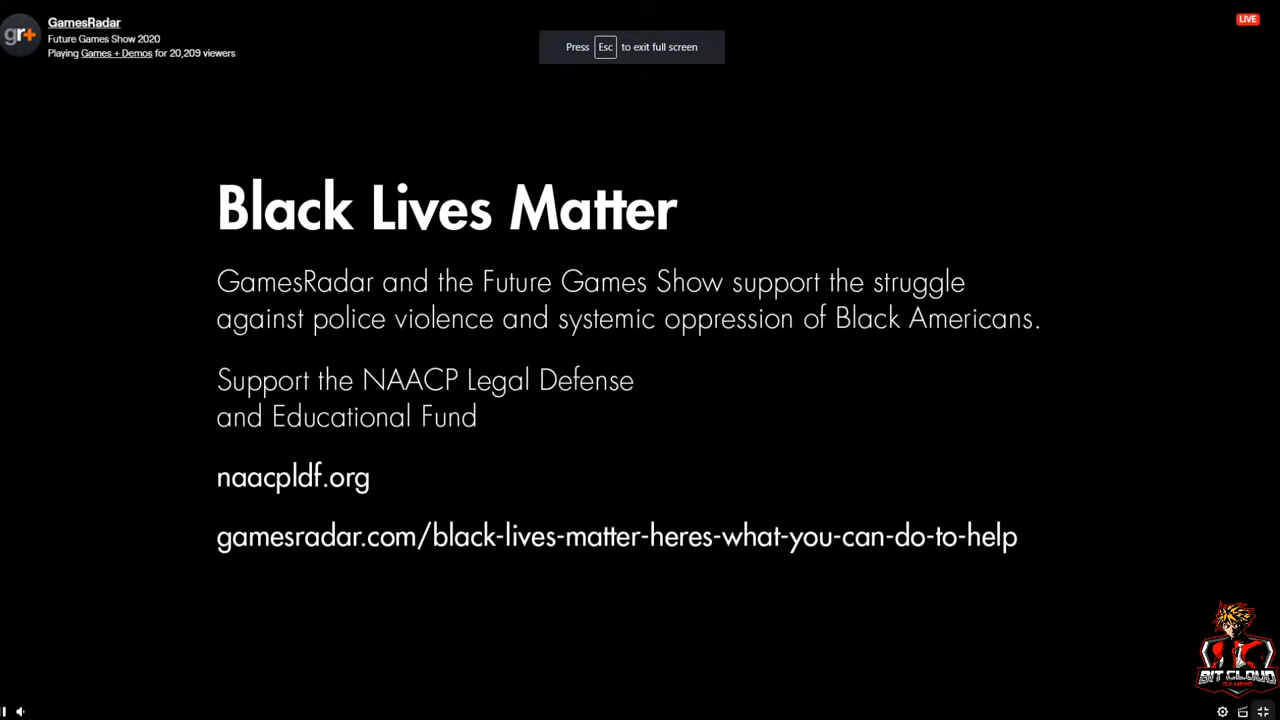 GamesRadar
Future Games Show 2020
Playing Games + Demos for 20,209 viewers
gr+
Press Esc to exit full screen
LIVE
Black Lives Matter
GamesRadar and the Future Games Show support the struggle
against police violence and systemic oppression of Black Americans.
Support the NAACP Legal Defense
and Educational Fund
naacpldf.org
gamesradar.com/black-lives-matter-heres-what-you-can-do-to-help
BIT CLOUD
GAMING